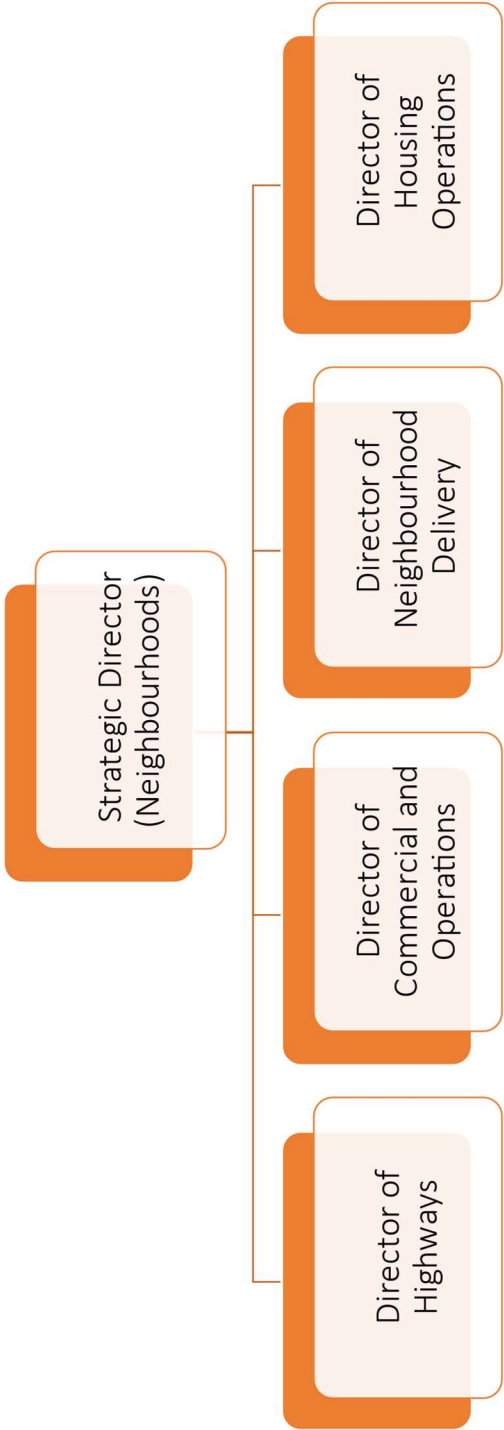 Strategic Director
(Neighbourhoods)
Director of
Highways
Director of
Commercial and
Operations
Director of
Neighbourhood
Delivery
Director of
Housing
Operations